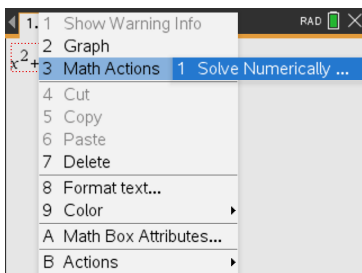 1. RAD
1 Show Warning Info
2 Graph
x²+
3 Math Actions
1 Solve Numerically ...
4 Cut
5 Copy
6 Paste
7 Delete
8 Format text...
9 Color
A Math Box Attributes...
B Actions